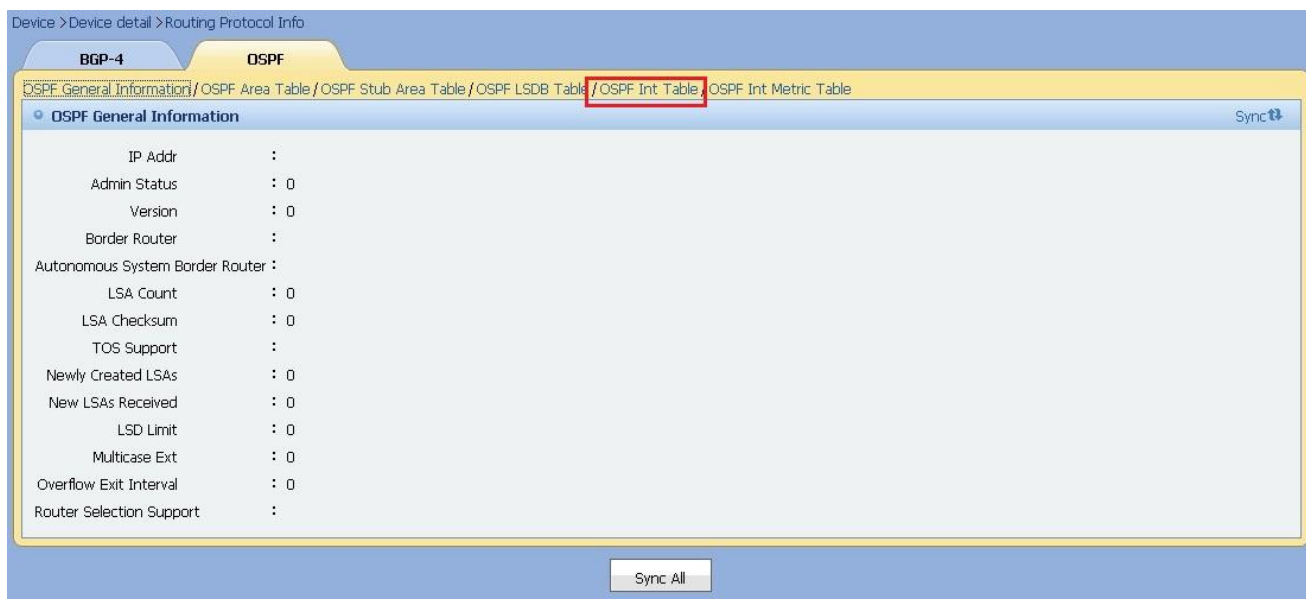 Device >Device detail >Routing Protocol Info
BGP-4 OSPF
OSPF General Information/OSPF Area Table/OSPF Stub Area Table/OSPF LSDB Table/OSPF Int Table/OSPF Int Metric Table
OSPF General Information Sync
IP Addr :
Admin Status : 0
Version : 0
Border Router :
Autonomous System Border Router :
LSA Count : 0
LSA Checksum : 0
TOS Support :
Newly Created LSAs : 0
New LSAs Received : 0
LSD Limit : 0
Multicase Ext : 0
Overflow Exit Interval : 0
Router Selection Support :
Sync All